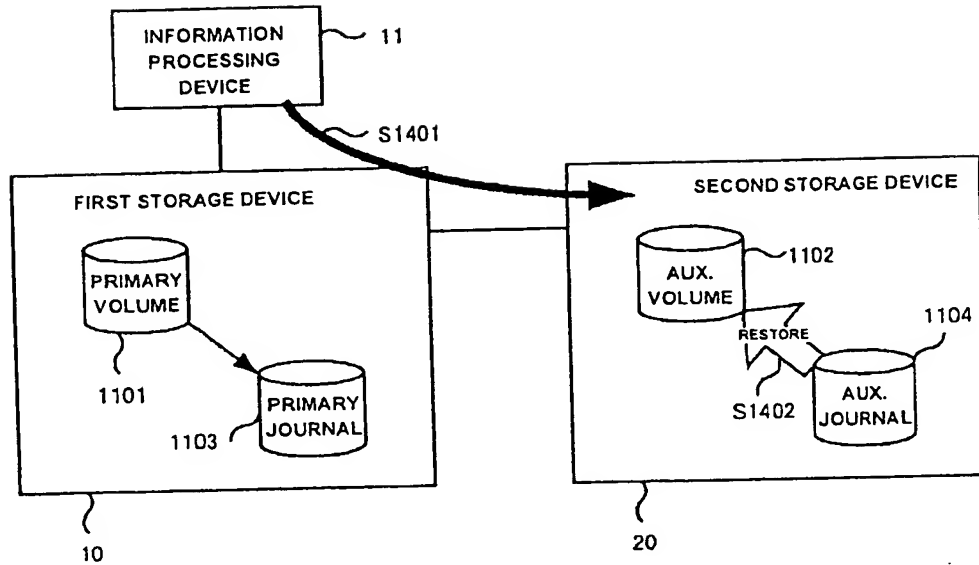 INFORMATION
PROCESSING
DEVICE
11
S1401
FIRST STORAGE DEVICE
PRIMARY
VOLUME
1101
1103
PRIMARY
JOURNAL
10
SECOND STORAGE DEVICE
1102
AUX.
VOLUME
RESTORE
1104
S1402
AUX.
JOURNAL
20